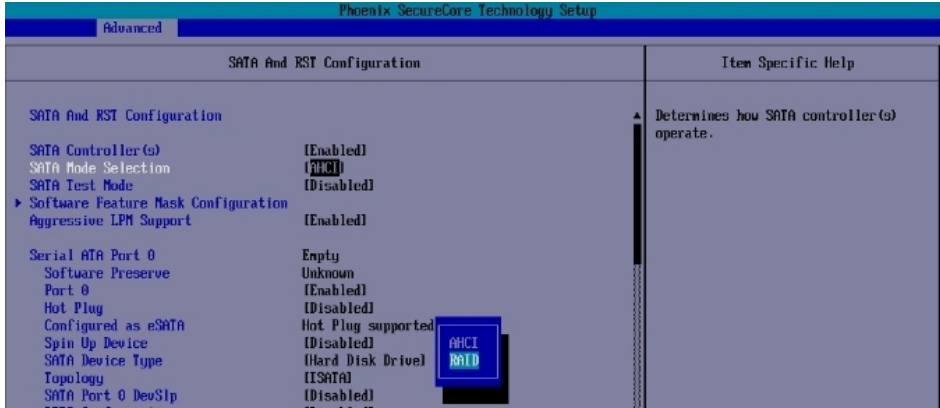 Phoenix SecureCore Technology Setup
Advanced
SATA And RST Configuration
Item Specific Help
SATA And RST Configuration
SATA Controller(s) [Enabled]
SATA Mode Selection [AHCI]
SATA Test Mode [Disabled]
Software Feature Mask Configuration
Aggressive LPM Support [Enabled]
Serial ATA Port 0 Empty
Software Preserve Unknown
Port 0 [Enabled]
Hot Plug [Disabled]
Configured as eSATA Hot Plug supported
Spin Up Device [Disabled]
SATA Device Type [Hard Disk Drive]
Topology [ISATA]
SATA Port 0 DevSlp [Disabled]
AHCI
RAID
Determines how SATA controller(s)
operate.